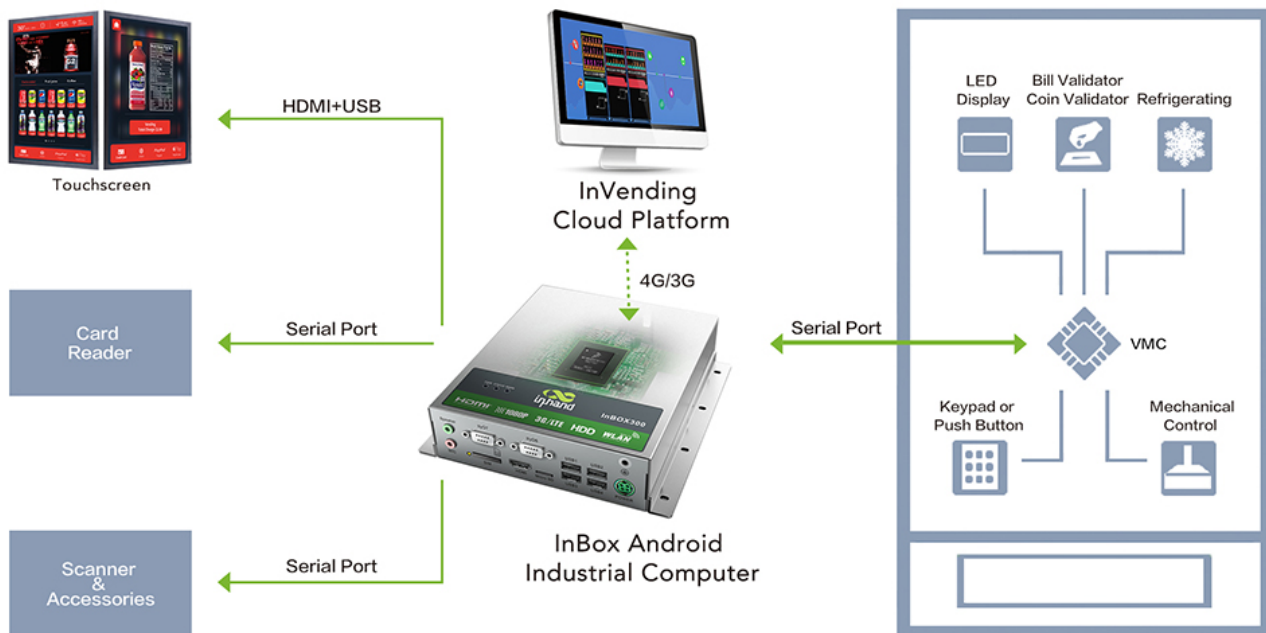 Touchscreen
HDMI+USB
InVending
Cloud Platform
4G/3G
Card
Reader
Serial Port
Scanner
&
Accessories
Serial Port
inhand
InBOX300
HDMI
1080P
3G/LTE
HDD
WLAN
USB1
USB2
InBox Android
Industrial Computer
Serial Port
LED
Display
Bill Validator
Coin Validator
Refrigerating
VMC
Keypad or
Push Button
Mechanical
Control